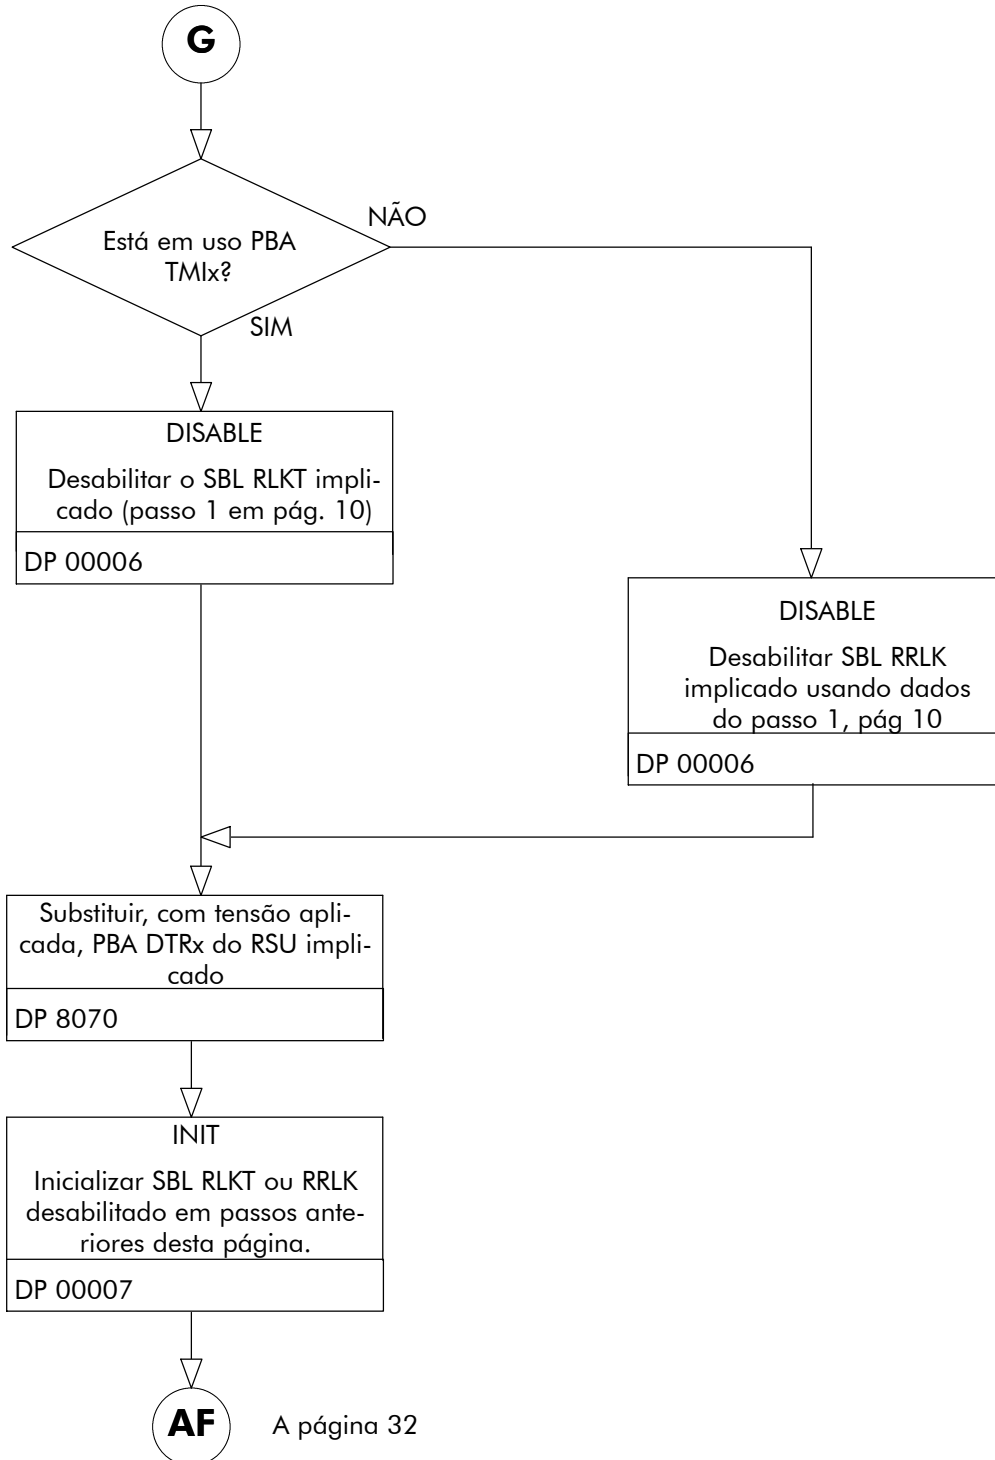 G
Está em uso PBA
TMIx?
NÃO
SIM
DISABLE
Desabilitar o SBL RLKT impli-
cado (passo 1 em pág. 10)
DP 00006
DISABLE
Desabilitar SBL RRLK
implicado usando dados
do passo 1, pág 10
DP 00006
Substituir, com tensão apli-
cada, PBA DTRx do RSU impli-
cado
DP 8070
INIT
Inicializar SBL RLKT ou RRLK
desabilitado em passos ante-
riores desta página.
DP 00007
AF
A página 32